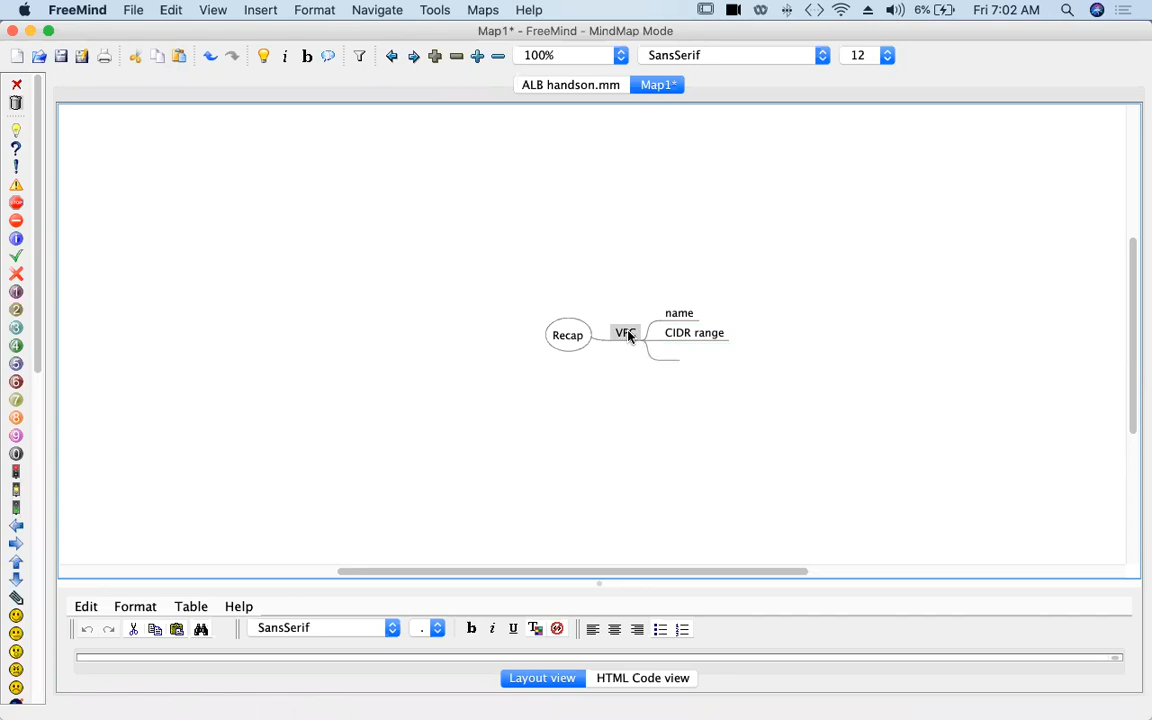 FreeMind File Edit View Insert Format Navigate Tools Maps Help 6% Fri 7:02 AM
Map1* - FreeMind - MindMap Mode
100% SansSerif 12
ALB handson.mm Map1*
name
Recap VPC CIDR range
Edit Format Table Help
SansSerif .
Layout view HTML Code view